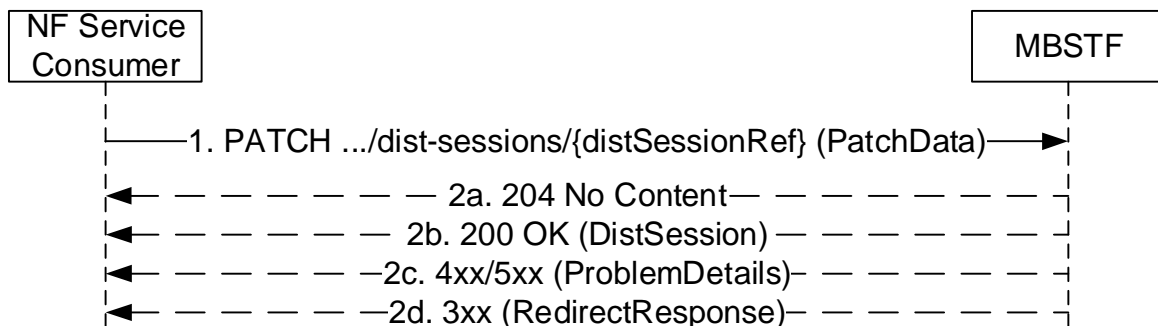 NF Service
Consumer
MBSTF
1. PATCH .../dist-sessions/{distSessionRef} (PatchData)
2a. 204 No Content
2b. 200 OK (DistSession)
2c. 4xx/5xx (ProblemDetails)
2d. 3xx (RedirectResponse)